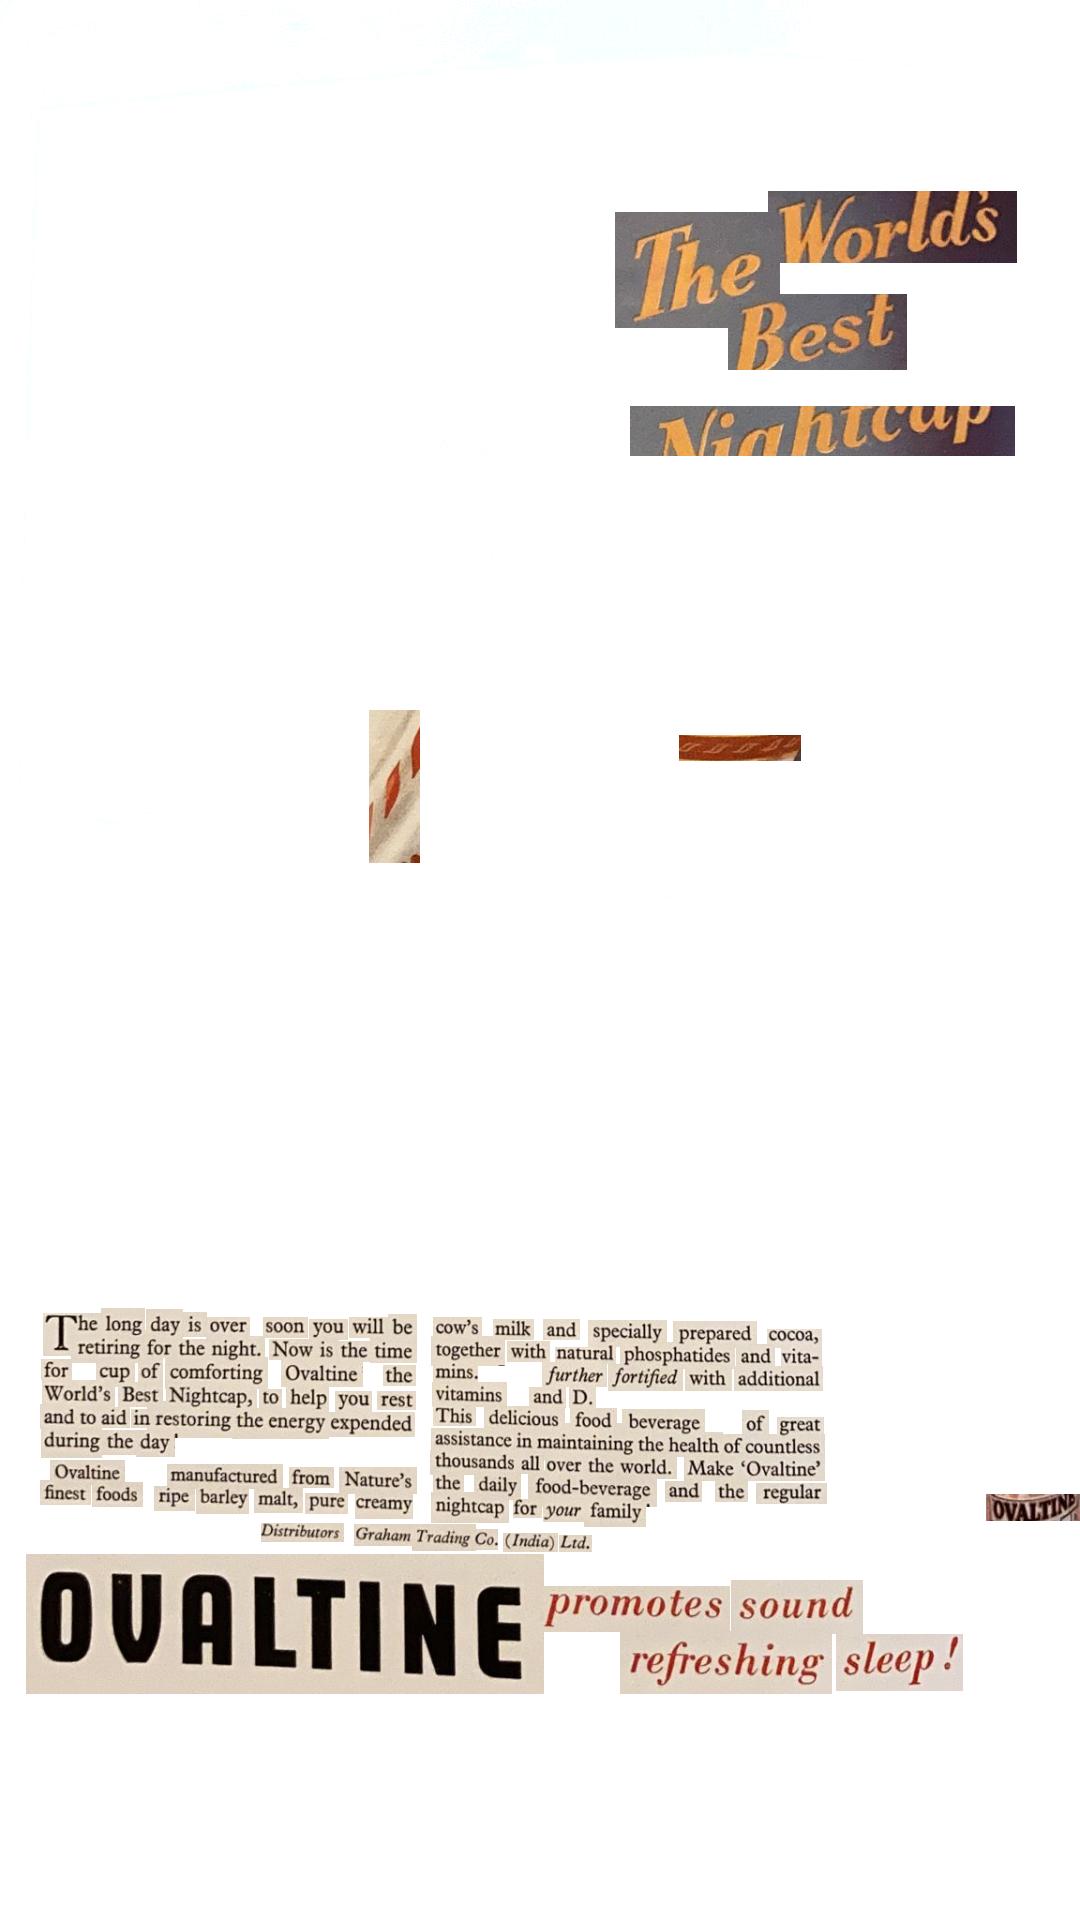 The World's
Best
Nightcap
The long day is over soon you will be
retiring for the night. Now is the time
for cup of comforting Ovaltine the
World's Best Nightcap, to help you rest
and to aid in restoring the energy expended
during the day
Ovaltine manufactured from Nature's
finest foods ripe barley malt, pure creamy
cow's milk and specially prepared cocoa,
together with natural phosphatides and vita-
mins. further fortified with additional
vitamins and D.
This delicious food beverage of great
assistance in maintaining the health of countless
thousands all over the world. Make 'Ovaltine'
the daily food-beverage and the regular
nightcap for your family
OVALTINE
Distributors Graham Trading Co. (India) Ltd.
OVALTINE promotes sound
refreshing sleep!